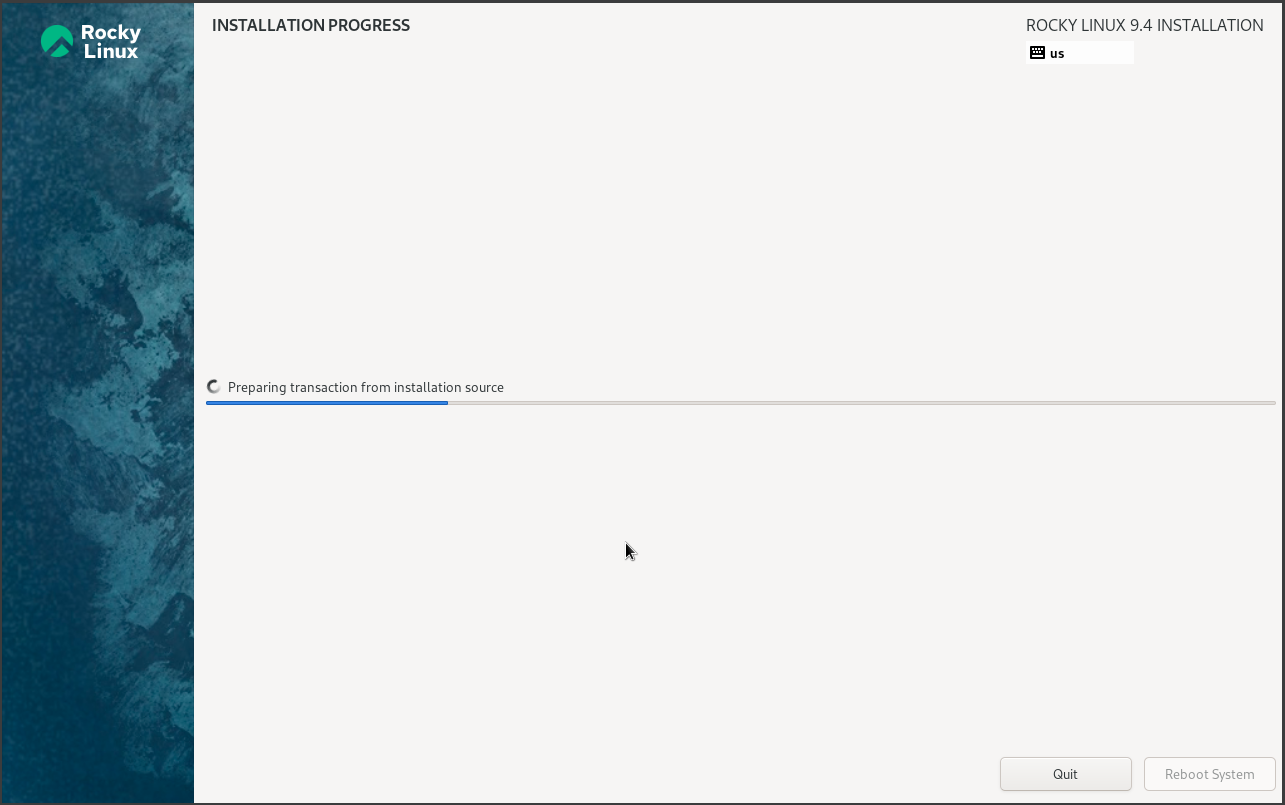 Rocky
Linux
INSTALLATION PROGRESS
ROCKY LINUX 9.4 INSTALLATION
us
Preparing transaction from installation source
Quit
Reboot System